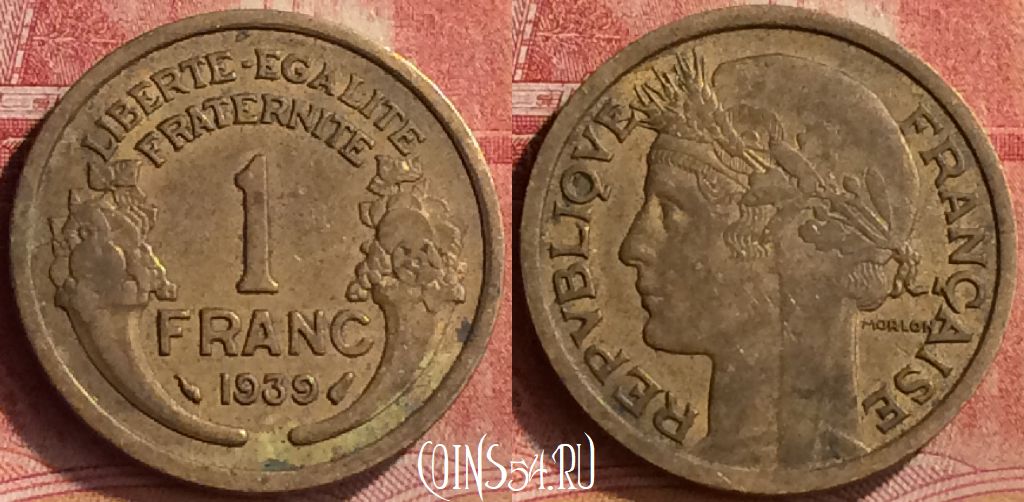 LIBERTE-EGALITE
FRATERNITE
1
FRANC
1939
REPVBLIQVE FRANÇAISE
MORLON
COINS54.RU